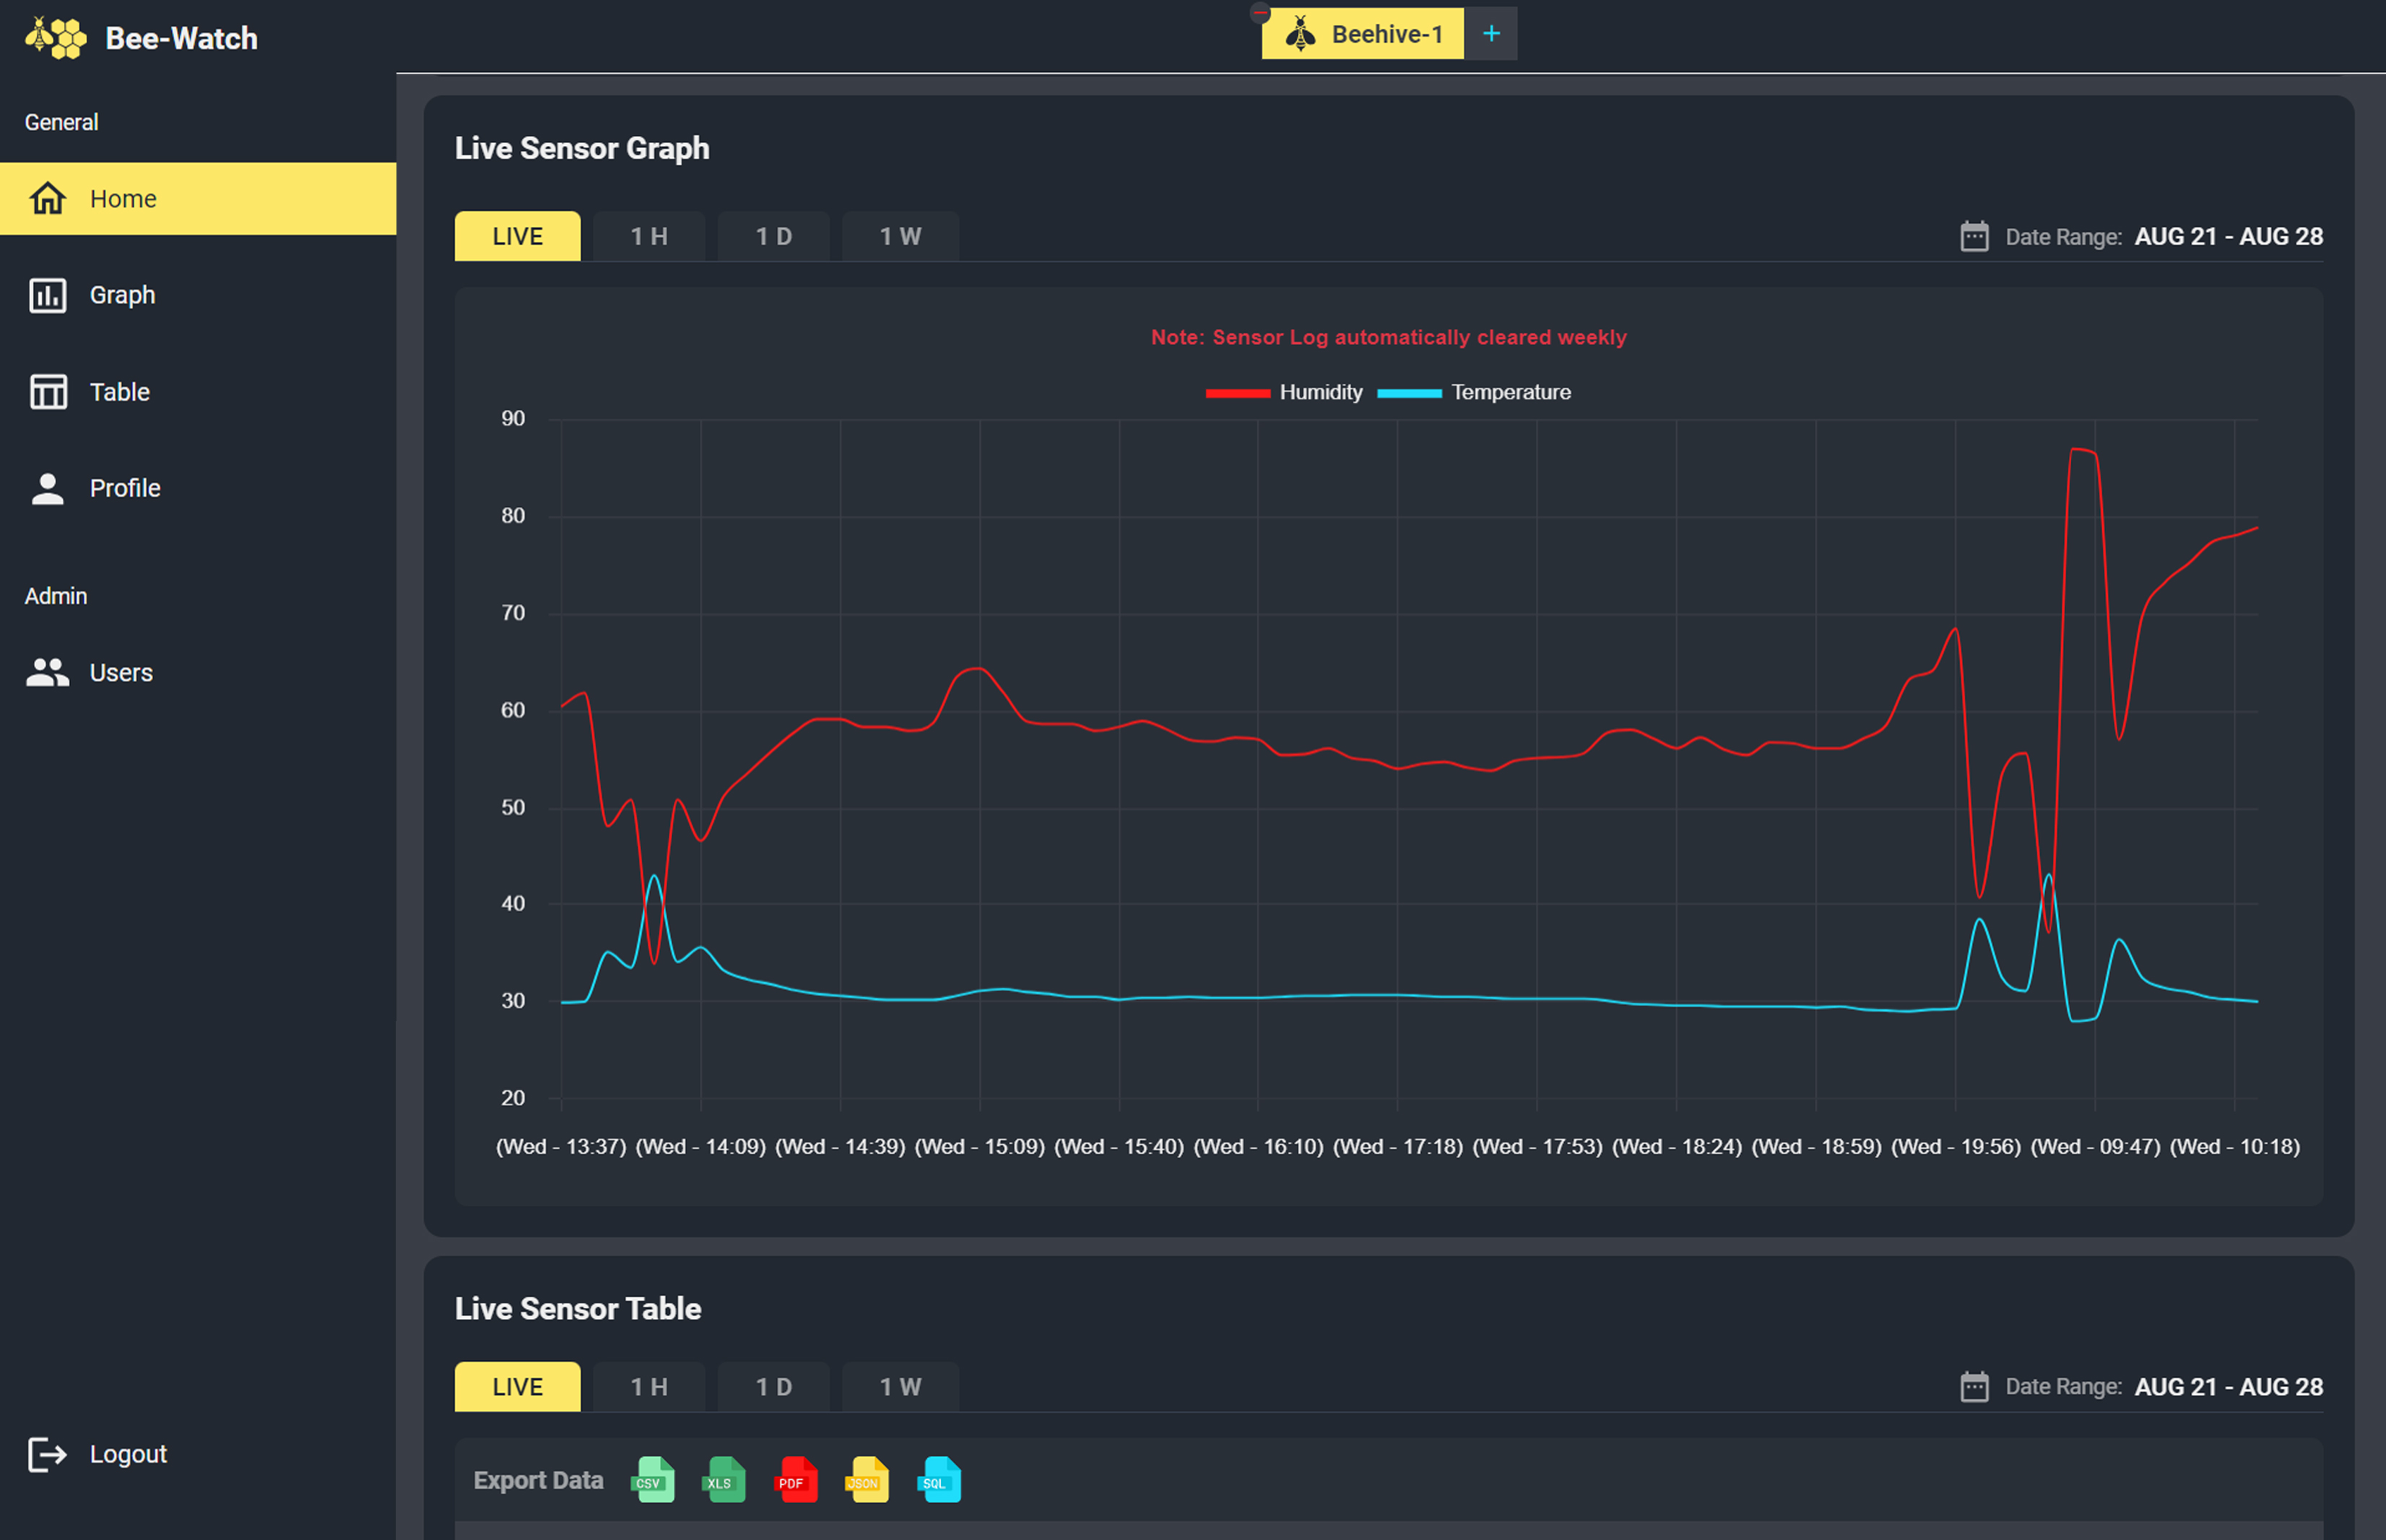 Bee-Watch
Beehive-1
+
General
Home
Graph
Table
Profile
Admin
Users
Logout
Live Sensor Graph
LIVE 1 H 1 D 1 W
Date Range: AUG 21 - AUG 28
Note: Sensor Log automatically cleared weekly
Humidity Temperature
90
80
70
60
50
40
30
20
(Wed - 13:37) (Wed - 14:09) (Wed - 14:39) (Wed - 15:09) (Wed - 15:40) (Wed - 16:10) (Wed - 17:18) (Wed - 17:53) (Wed - 18:24) (Wed - 18:59) (Wed - 19:56) (Wed - 09:47) (Wed - 10:18)
Live Sensor Table
LIVE 1 H 1 D 1 W
Date Range: AUG 21 - AUG 28
Export Data CSV XLS PDF JSON SQL